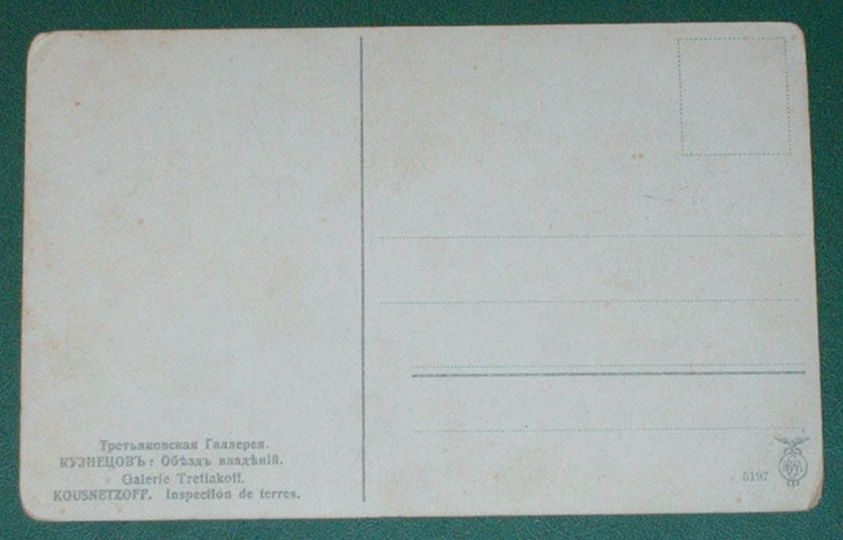 Третьяковская Галлерея.
КУЗНЕЦОВЪ: Объѣздъ владѣній.
Galerie Tretiakoff.
KOUSNETZOFF. Inspection de terres.
5197